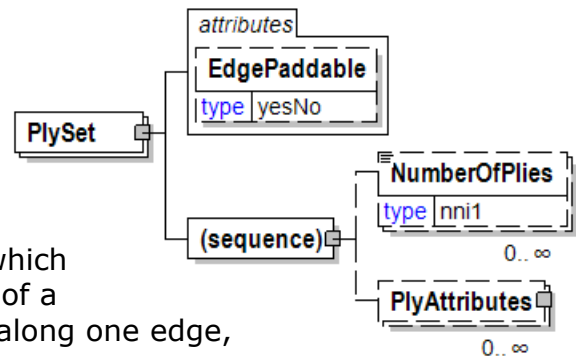 attributes
EdgePaddable
type yesNo
PlySet
NumberOfPlies
type nni1
0.. ∞
(sequence)
PlyAttributes
0.. ∞
which
of a
along one edge,